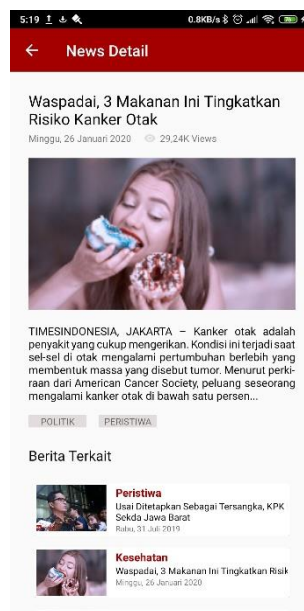 5:19
0.8KB/s
News Detail
Waspadai, 3 Makanan Ini Tingkatkan
Risiko Kanker Otak
Minggu, 26 Januari 2020 29,24K Views
TIMESINDONESIA, JAKARTA – Kanker otak adalah
penyakit yang cukup mengerikan. Kondisi ini terjadi saat
sel-sel di otak mengalami pertumbuhan berlebih yang
membentuk massa yang disebut tumor. Menurut perki-
raan dari American Cancer Society, peluang seseorang
mengalami kanker otak di bawah satu persen...
POLITIK PERISTIWA
Berita Terkait
Peristiwa
Usai Ditetapkan Sebagai Tersangka, KPK
Sekda Jawa Barat
Rabu, 31 Juli 2019
Kesehatan
Waspadai, 3 Makanan Ini Tingkatkan Risik
Minggu, 26 Januari 2020